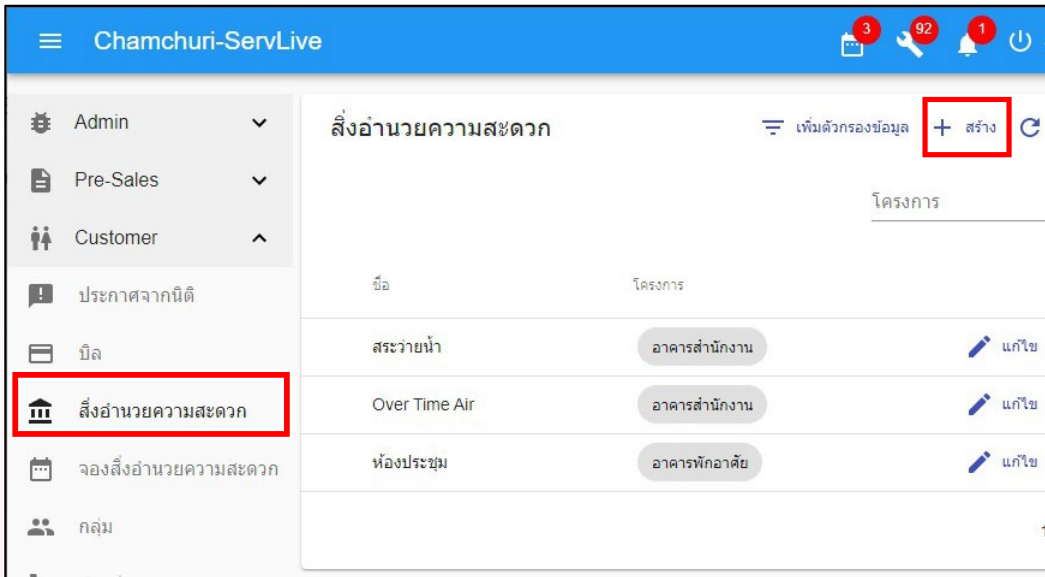 Chamchuri-ServLive
3
92
1
Admin
Pre-Sales
Customer
ประกาศจากนิติ
บิล
สิ่งอำนวยความสะดวก
จองสิ่งอำนวยความสะดวก
กลุ่ม
สิ่งอำนวยความสะดวก
เพิ่มตัวกรองข้อมูล
+ สร้าง
โครงการ
ชื่อ โครงการ
สระว่ายน้ำ อาคารสำนักงาน แก้ไข
Over Time Air อาคารสำนักงาน แก้ไข
ห้องประชุม อาคารพักอาศัย แก้ไข